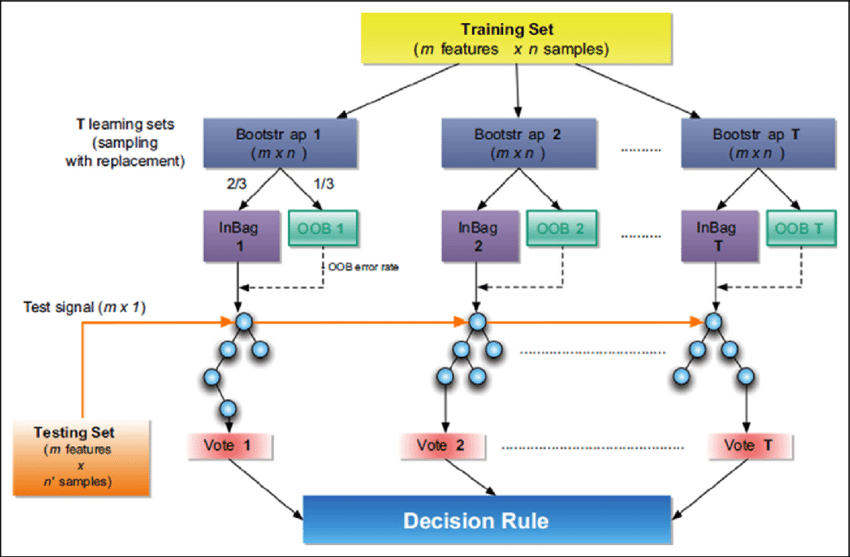 Training Set
(m features x n samples)
T learning sets
(sampling
with replacement)
Bootstr ap 1
(m x n )
Bootstr ap 2
(m x n )
Bootstr ap T
(m x n )
2/3
1/3
InBag
1
OOB 1
InBag
2
OOB 2
InBag
T
OOB T
OOB error rate
Test signal (m x 1)
Testing Set
(m features
x
n' samples)
Vote 1
Vote 2
Vote T
Decision Rule